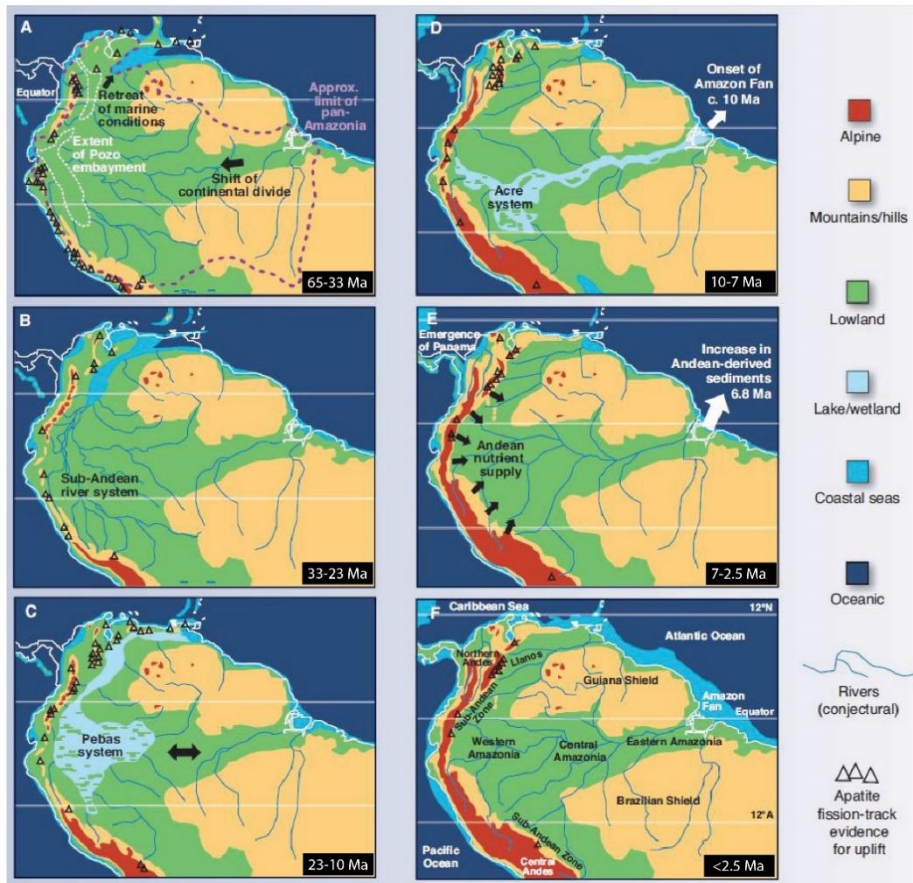 A
Equator
Retreat
of marine
conditions
Approx.
limit of
pan-
Amazonia
Extent
of Pozo
embayment
Shift of
continental divide
65-33 Ma
B
Sub-Andean
river system
33-23 Ma
C
Pebas
system
23-10 Ma
D
Onset of
Amazon Fan
c. 10 Ma
Acre
system
10-7 Ma
E
Emergence
of Panama
Increase in
Andean-derived
sediments
6.8 Ma
Andean
nutrient
supply
7-2.5 Ma
F
Caribbean Sea
12°N
Atlantic Ocean
Northern
Andes
Llanos
Guiana Shield
Sub-Andean
Zone
Amazon
Fan
Equator
Western
Amazonia
Central
Amazonia
Eastern Amazonia
Brazilian Shield
12°A
Sub-Andean Zone
Pacific
Ocean
Central
Andes
<2.5 Ma
Alpine
Mountains/hills
Lowland
Lake/wetland
Coastal seas
Oceanic
Rivers
(conjectural)
Apatite
fission-track
evidence
for uplift